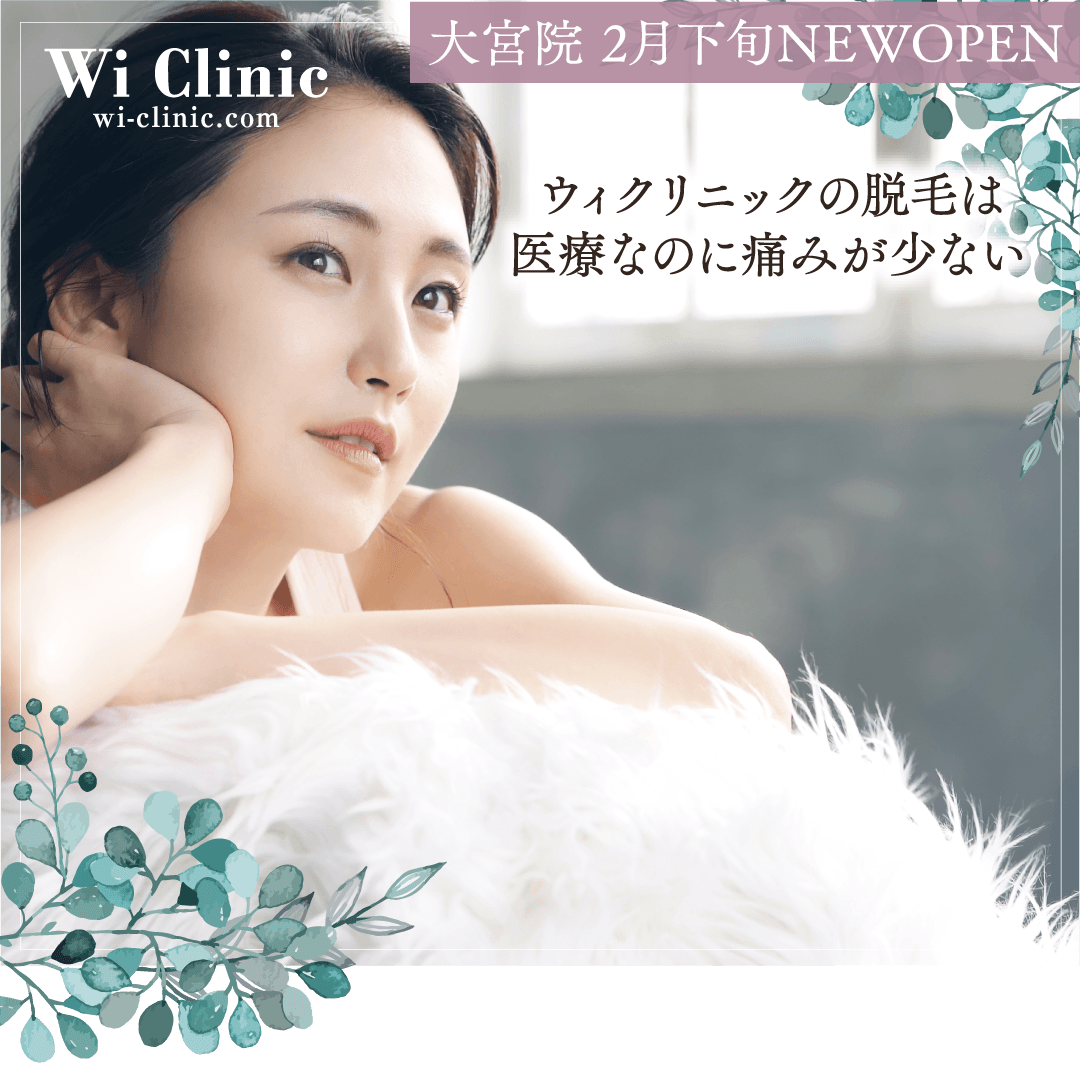 大宮院 2月下旬NEWOPEN
Wi Clinic
wi-clinic.com
ウィクリニックの脱毛は
医療なのに痛みが少ない